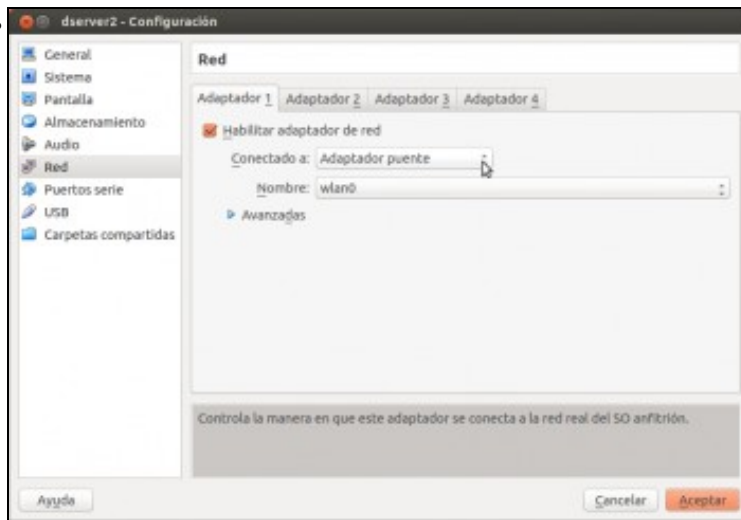 dserver2 - Configuración
General
Sistema
Pantalla
Almacenamiento
Audio
Red
Puertos serie
USB
Carpetas compartidas
Red
Adaptador 1 Adaptador 2 Adaptador 3 Adaptador 4
Habilitar adaptador de red
Conectado a: Adaptador puente
Nombre: wlan0
Avanzadas
Controla la manera en que este adaptador se conecta a la red real del SO anfitrión.
Ayuda Cancelar Aceptar